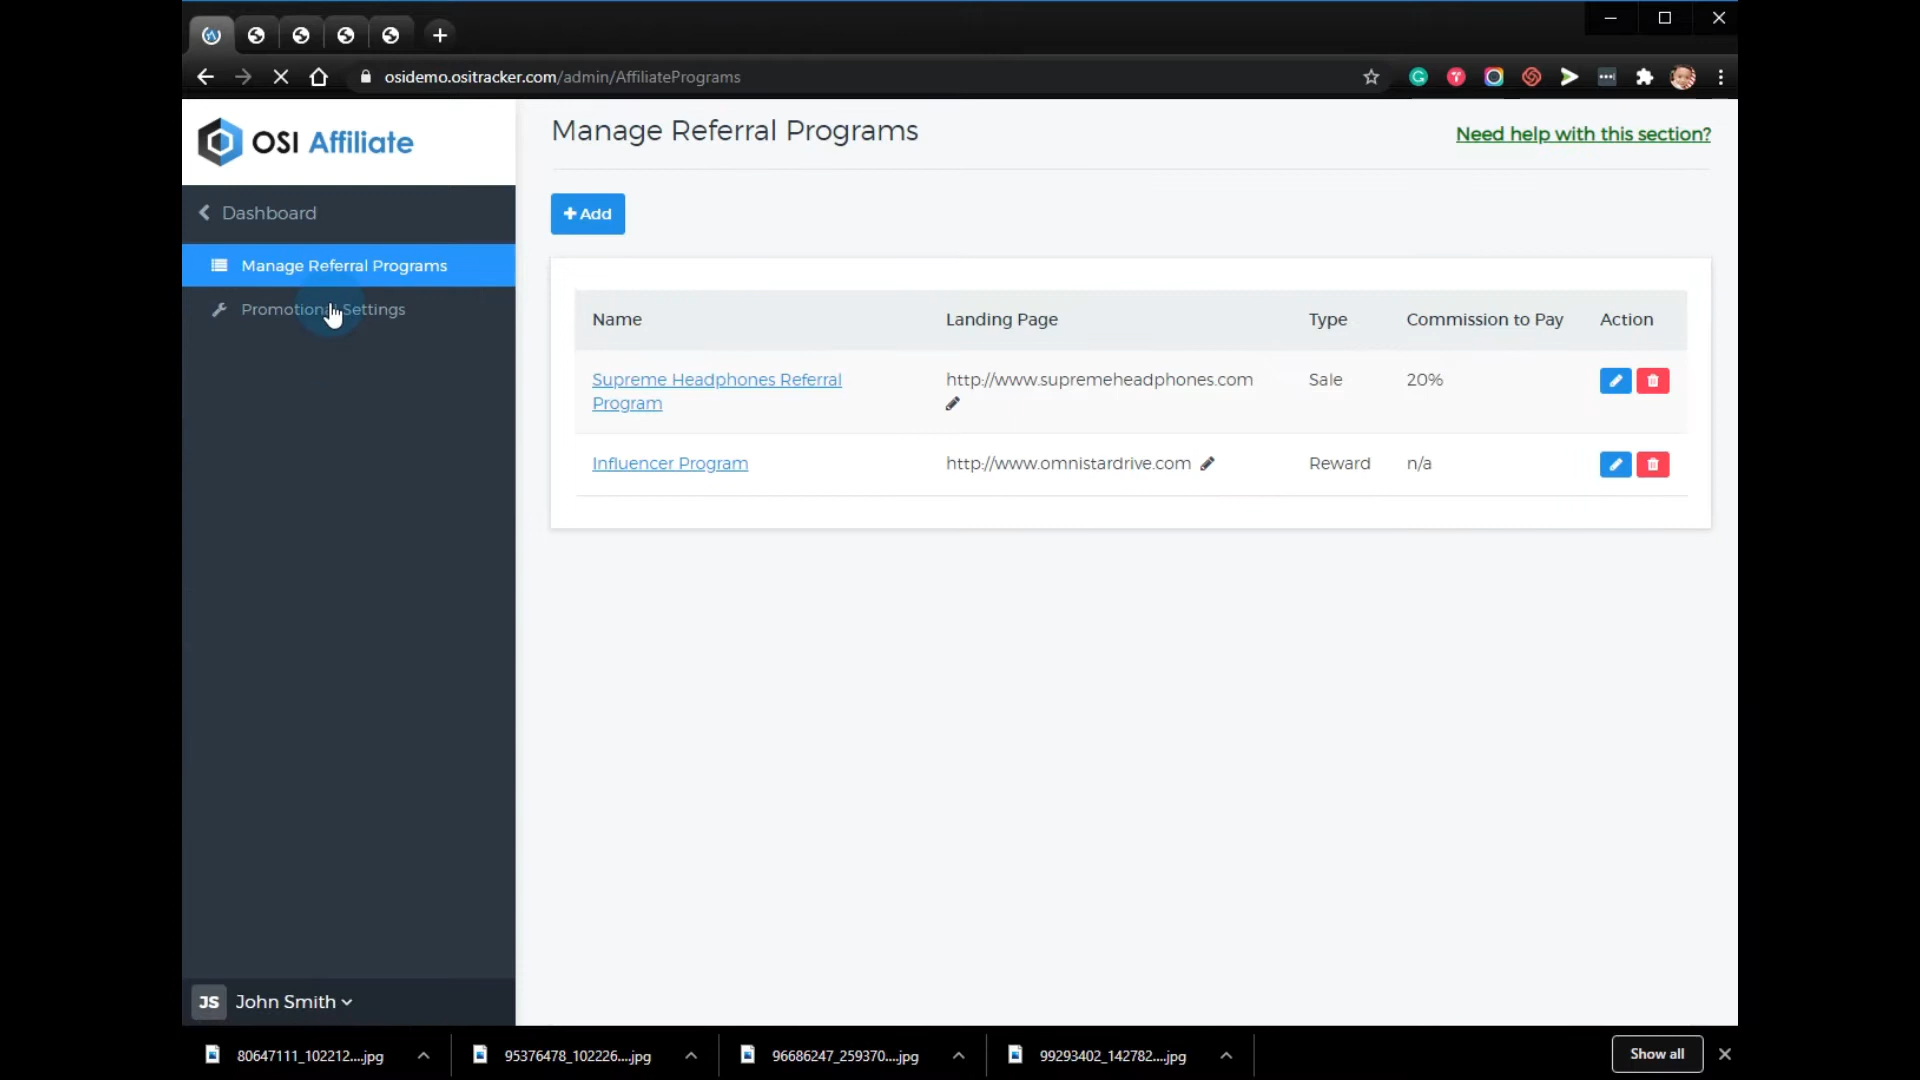 osidemo.ositracker.com/admin/AffiliatePrograms
OSI Affiliate
Dashboard
Manage Referral Programs
Promotional Settings
Manage Referral Programs
Need help with this section?
+ Add
Name Landing Page Type Commission to Pay Action
Supreme Headphones Referral http://www.supremeheadphones.com Sale 20%
Program
Influencer Program http://www.omnistardrive.com Reward n/a
JS John Smith
80647111_102212....jpg 95376478_102226....jpg 96686247_259370....jpg 99293402_142782....jpg Show all